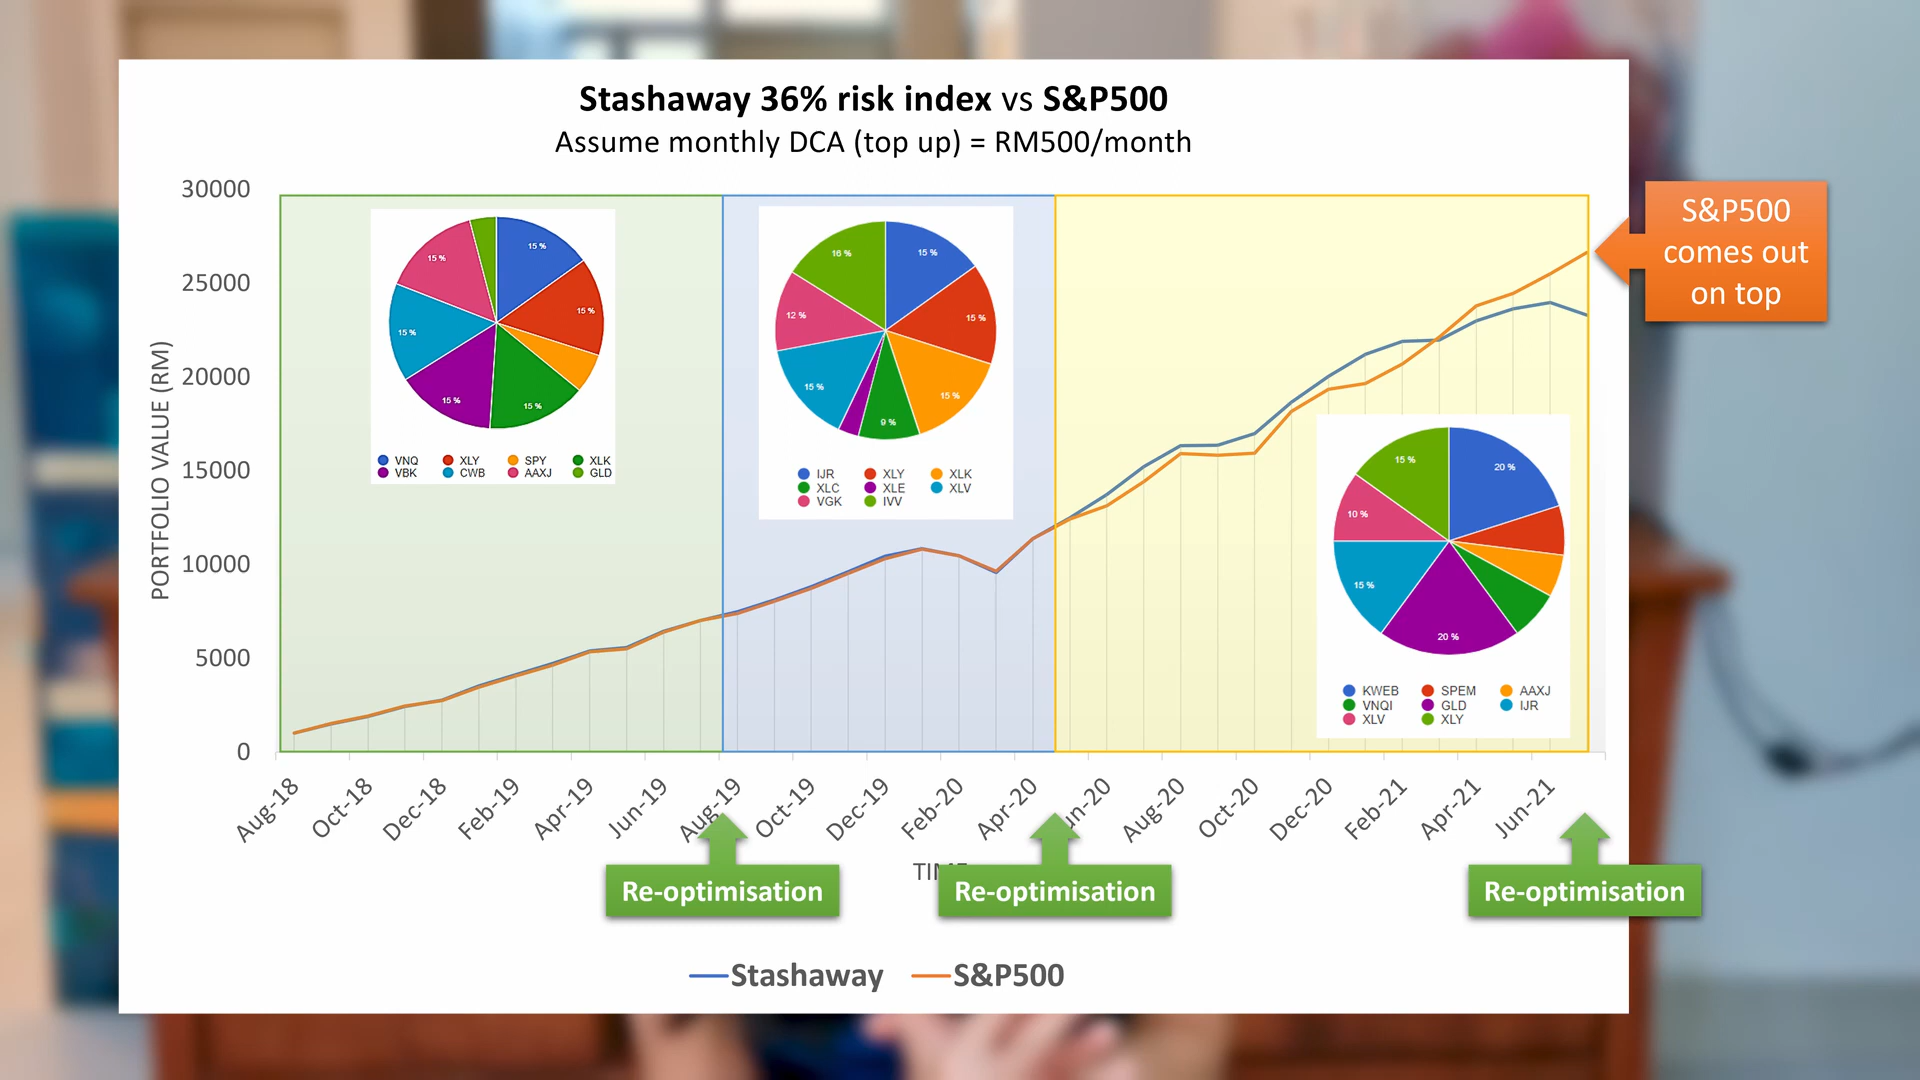 Stashaway 36% risk index vs S&P500
Assume monthly DCA (top up) = RM500/month
S&P500
comes out
on top
PORTFOLIO VALUE (RM)
30000
25000
20000
15000
10000
5000
0
15 %
15 %
15 %
15 %
15 %
15 %
VNQ XLY SPY XLK
VBK CWB AAXJ GLD
15 %
15 %
15 %
9 %
15 %
12 %
16 %
IJR XLY XLK
XLC XLE XLV
VGK IVV
20 %
20 %
15 %
10 %
15 %
KWEB SPEM AAXJ
VNQI GLD IJR
XLV XLY
Aug-18 Oct-18 Dec-18 Feb-19 Apr-19 Jun-19 Aug-19 Oct-19 Dec-19 Feb-20 Apr-20 Jun-20 Aug-20 Oct-20 Dec-20 Feb-21 Apr-21 Jun-21
Re-optimisation Re-optimisation Re-optimisation
Stashaway S&P500